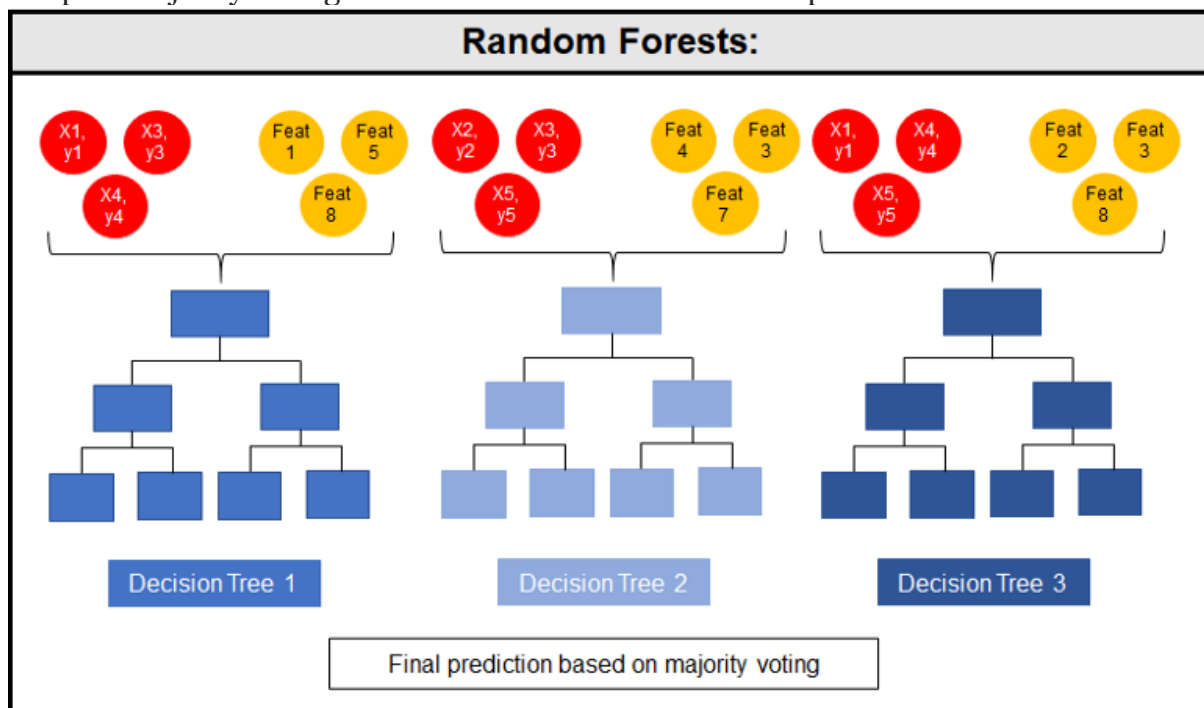 Random Forests:
X1,
y1
X3,
y3
X4,
y4
Feat
1
Feat
5
Feat
8
X2,
y2
X3,
y3
X5,
y5
Feat
4
Feat
3
Feat
7
X1,
y1
X4,
y4
X5,
y5
Feat
2
Feat
3
Feat
8
Decision Tree 1
Decision Tree 2
Decision Tree 3
Final prediction based on majority voting